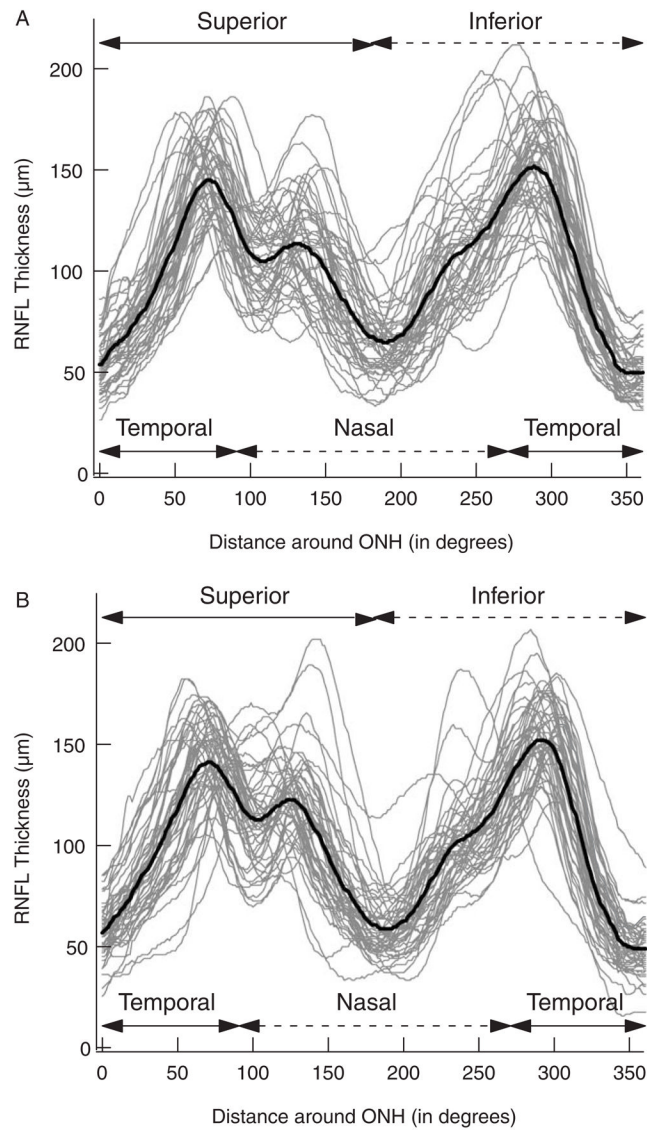 A
Superior Inferior
200
150
100
50
0
RNFL Thickness (µm)
Temporal Nasal Temporal
0 50 100 150 200 250 300 350
Distance around ONH (in degrees)
B
Superior Inferior
200
150
100
50
0
RNFL Thickness (µm)
Temporal Nasal Temporal
0 50 100 150 200 250 300 350
Distance around ONH (in degrees)